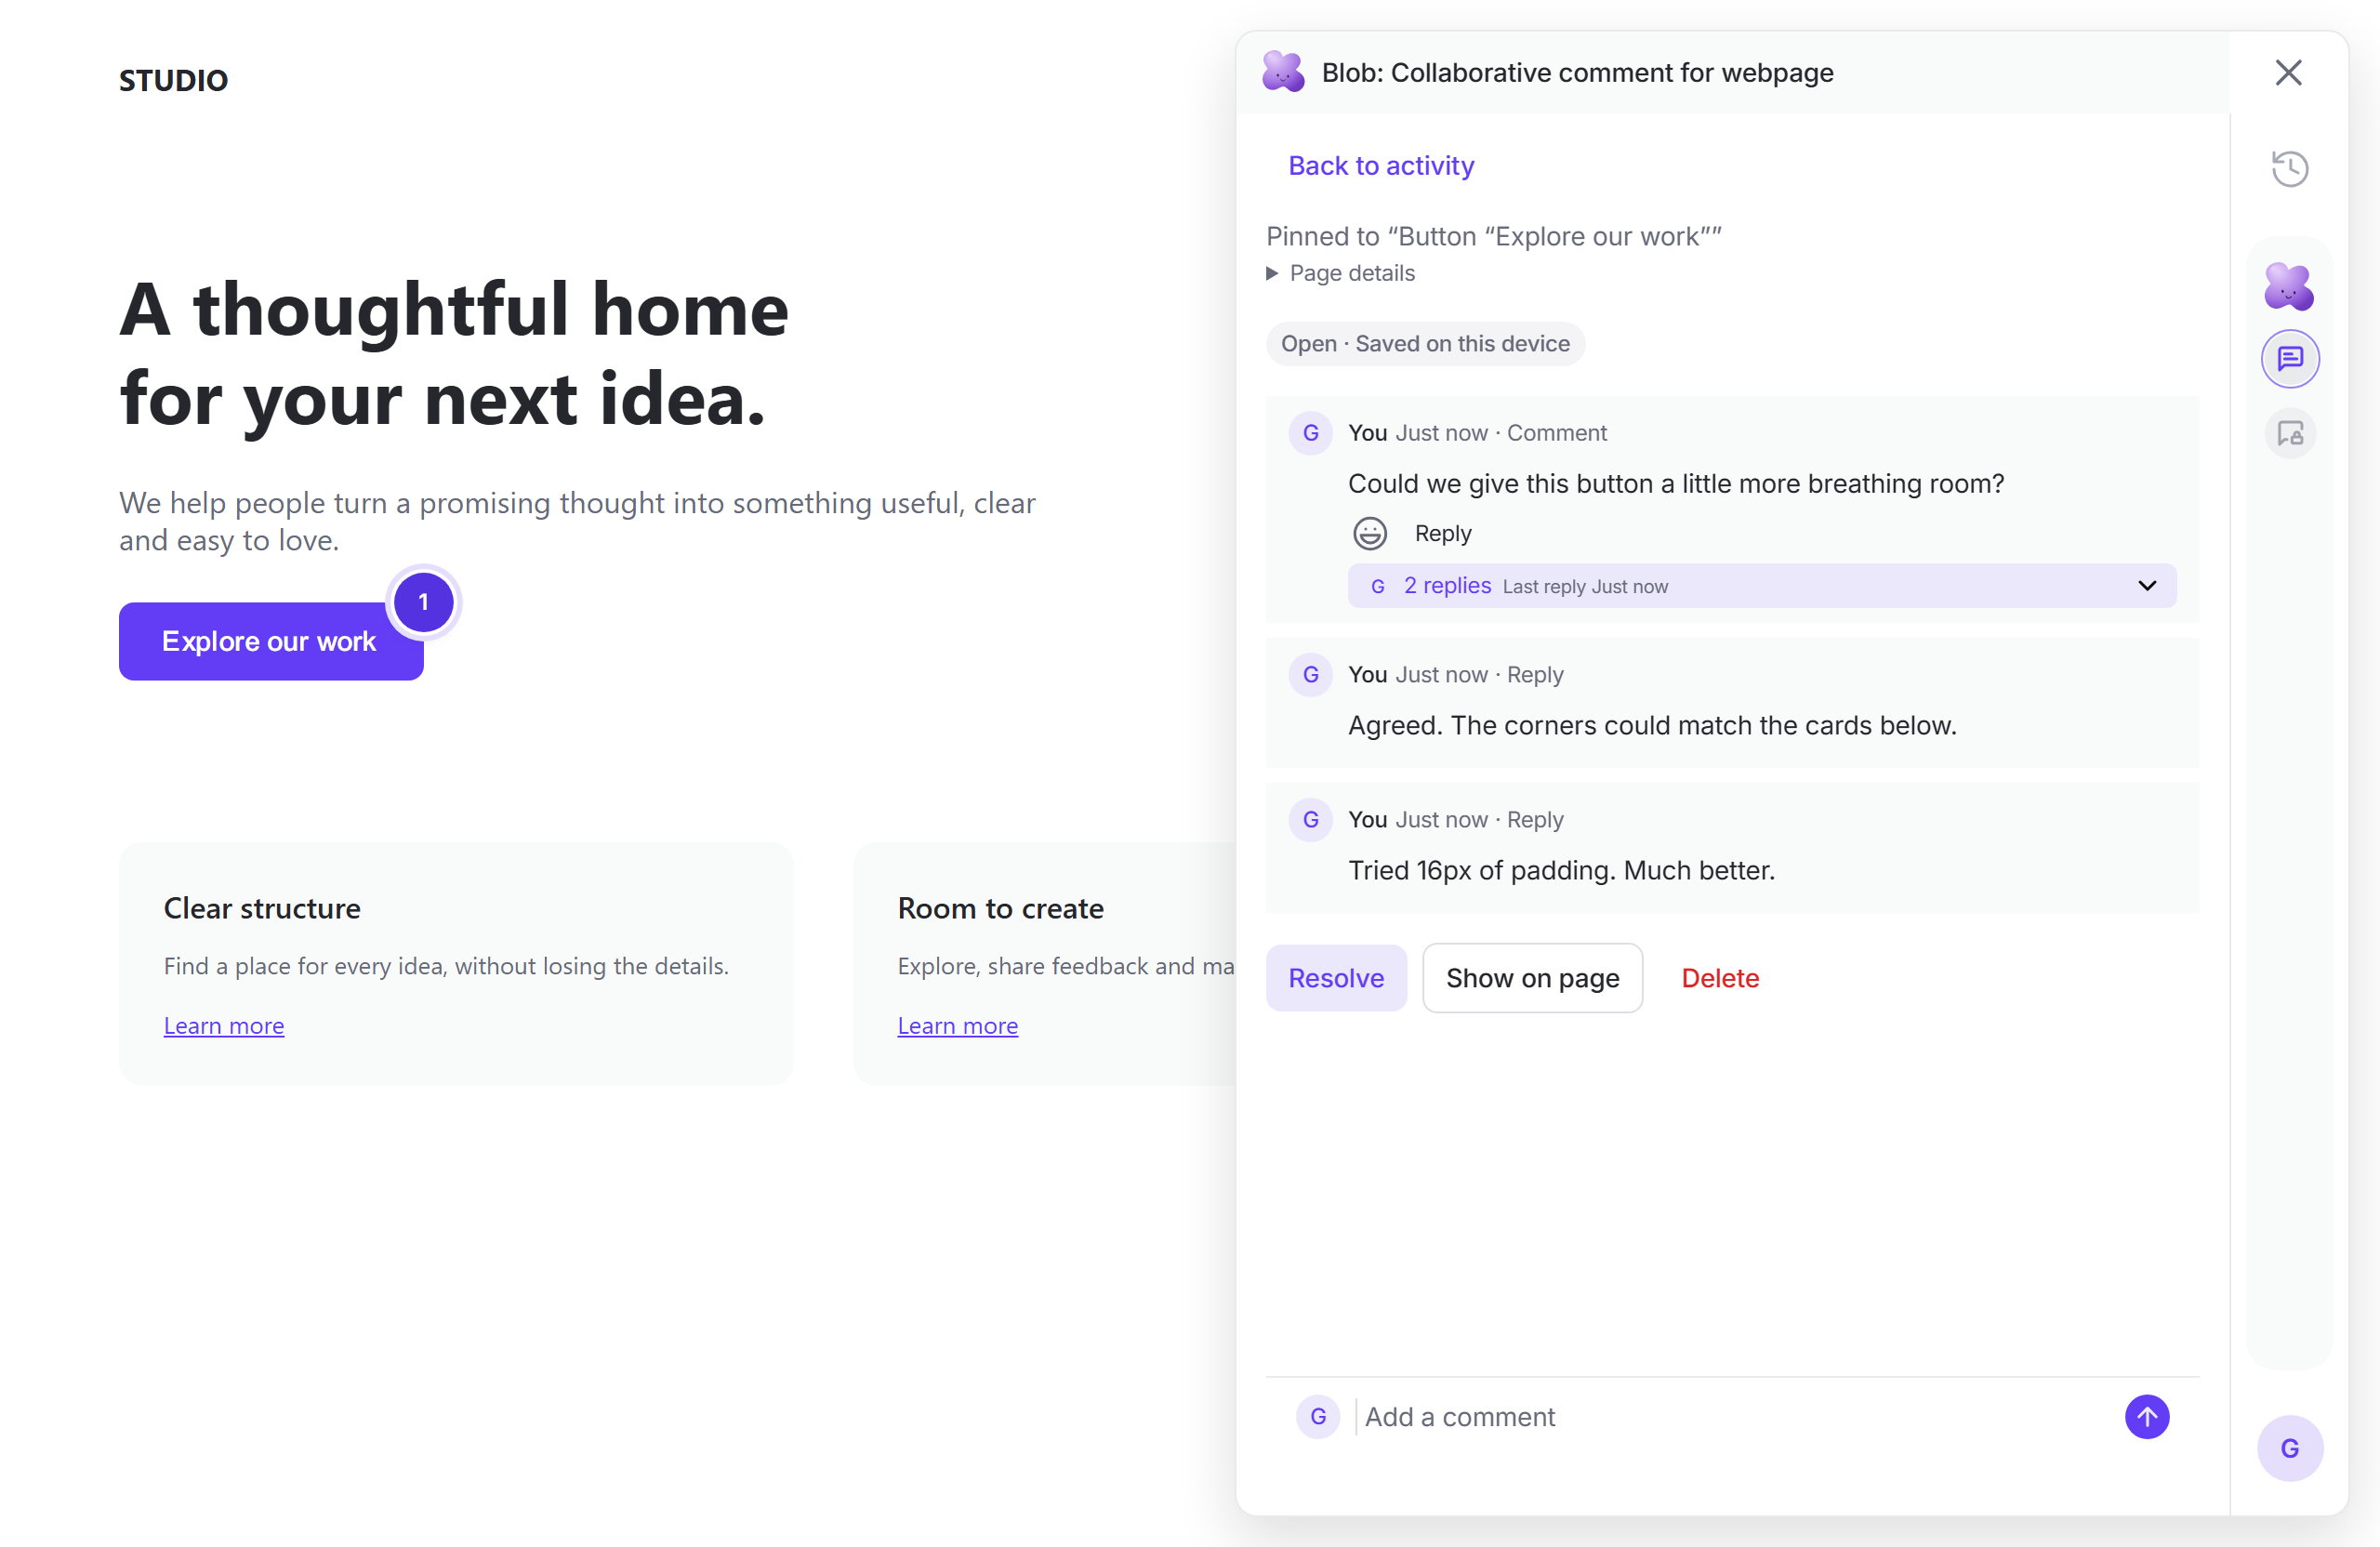 STUDIO
A thoughtful home
for your next idea.
We help people turn a promising thought into something useful, clear
and easy to love.
Explore our work
1
Clear structure
Find a place for every idea, without losing the details.
Learn more
Room to create
Explore, share feedback and ma
Learn more
Blob: Collaborative comment for webpage
Back to activity
Pinned to “Button “Explore our work””
Page details
Open · Saved on this device
G You Just now · Comment
Could we give this button a little more breathing room?
Reply
G 2 replies Last reply Just now
G You Just now · Reply
Agreed. The corners could match the cards below.
G You Just now · Reply
Tried 16px of padding. Much better.
Resolve Show on page Delete
G Add a comment
G